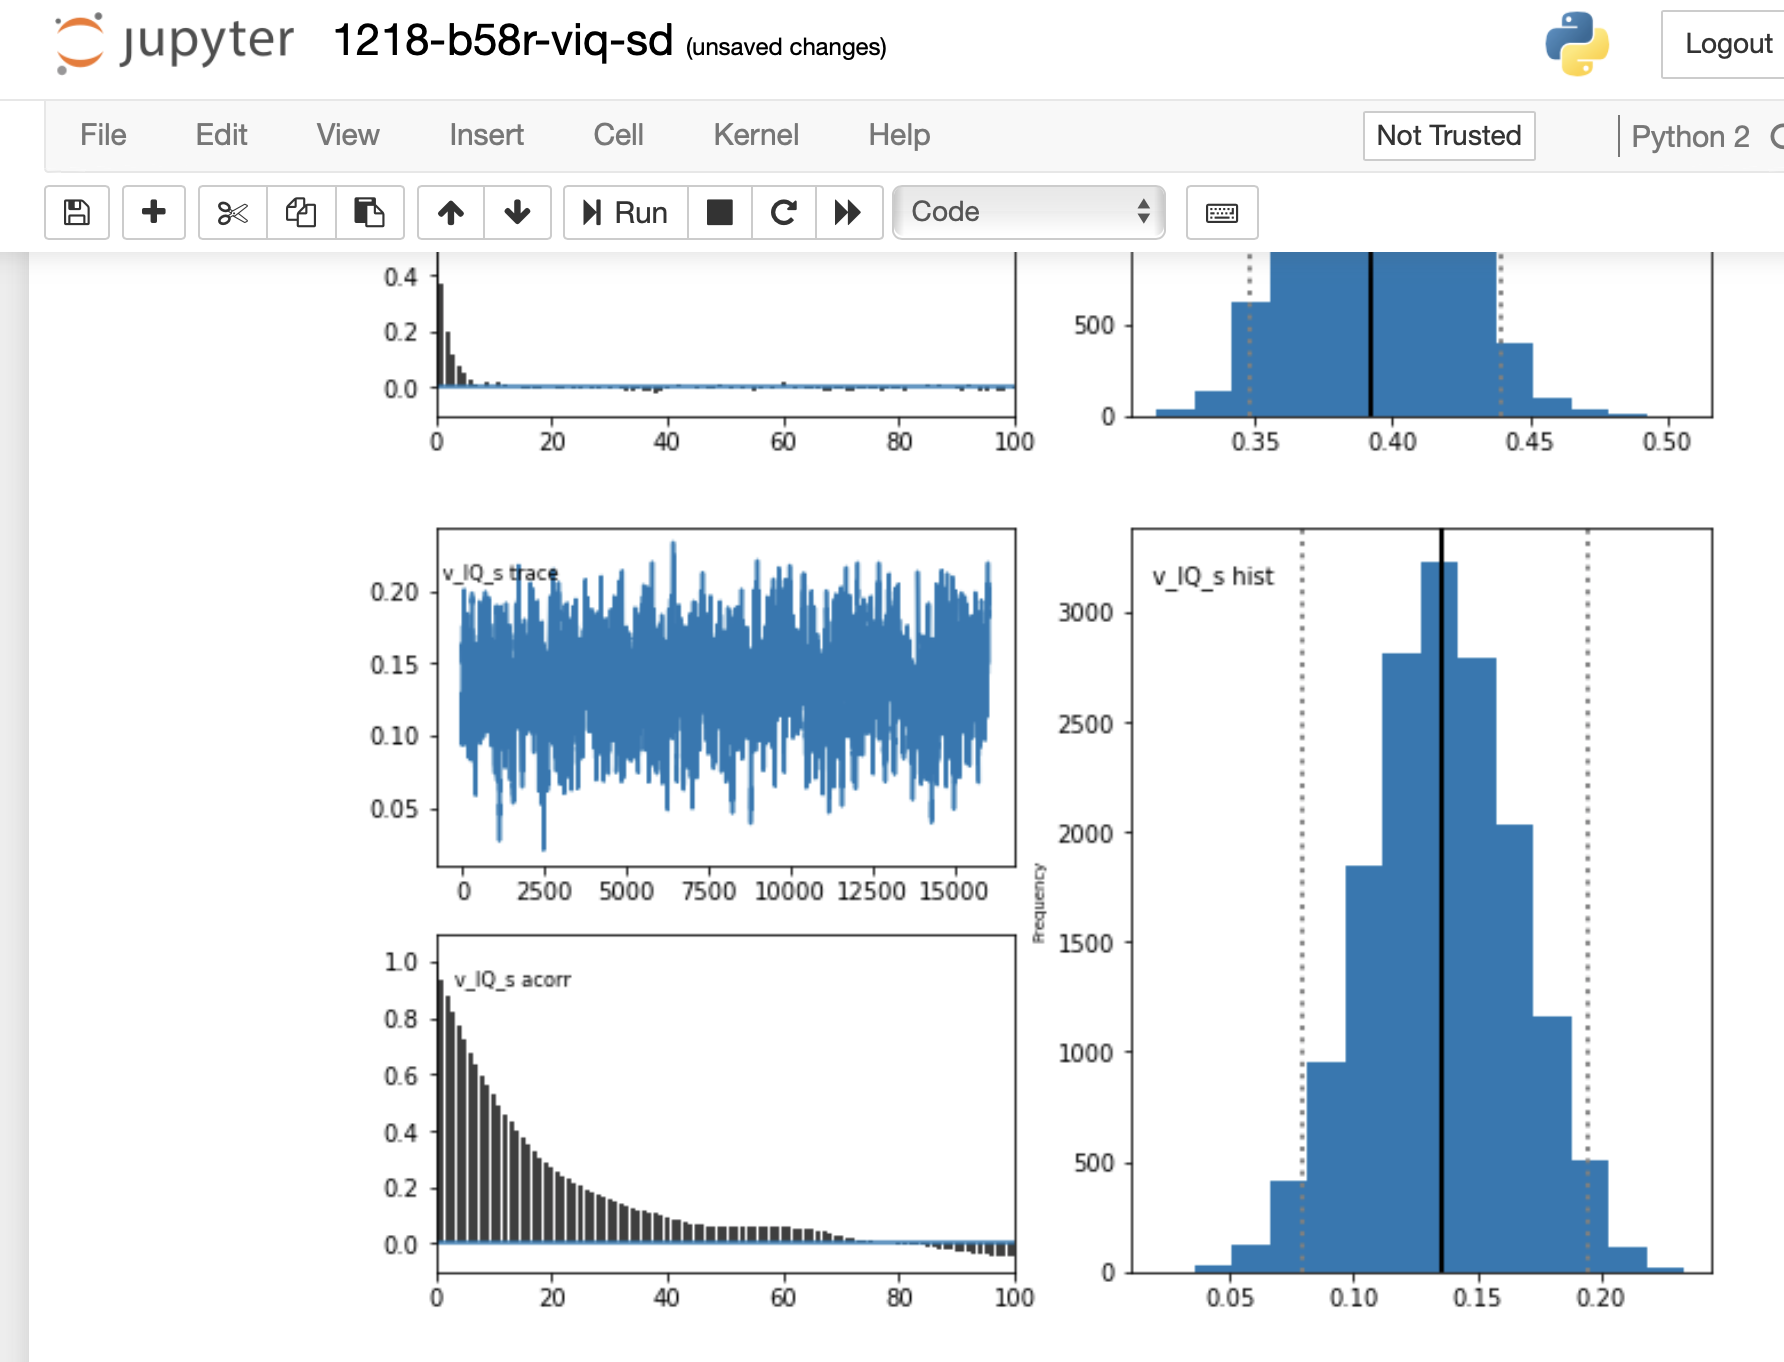 jupyter 1218-b58r-viq-sd (unsaved changes) Logout
File Edit View Insert Cell Kernel Help Not Trusted Python 2
Run Code
0.4
0.2
0.0
0 20 40 60 80 100
500
0
0.35 0.40 0.45 0.50
v_IQ_s trace
0.20
0.15
0.10
0.05
0 2500 5000 7500 10000 12500 15000
v_IQ_s acorr
1.0
0.8
0.6
0.4
0.2
0.0
0 20 40 60 80 100
v_IQ_s hist
Frequency
3000
2500
2000
1500
1000
500
0
0.05 0.10 0.15 0.20